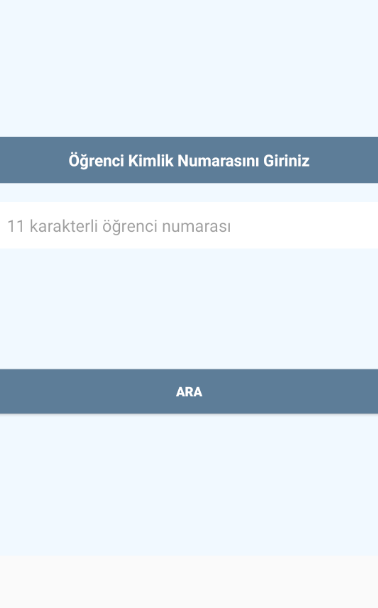 Öğrenci Kimlik Numarasını Giriniz
11 karakterli öğrenci numarası
ARA